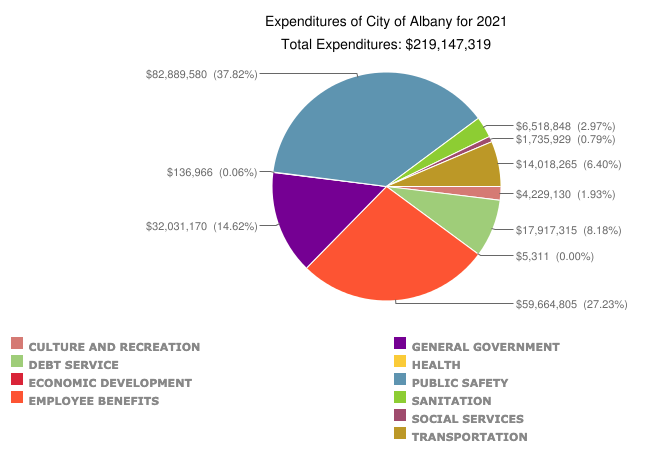 Expenditures of City of Albany for 2021
Total Expenditures: $219,147,319
$82,889,580 (37.82%)
$6,518,848 (2.97%)
$1,735,929 (0.79%)
$14,018,265 (6.40%)
$136,966 (0.06%)
$4,229,130 (1.93%)
$32,031,170 (14.62%)
$17,917,315 (8.18%)
$5,311 (0.00%)
$59,664,805 (27.23%)
CULTURE AND RECREATION
DEBT SERVICE
ECONOMIC DEVELOPMENT
EMPLOYEE BENEFITS
GENERAL GOVERNMENT
HEALTH
PUBLIC SAFETY
SANITATION
SOCIAL SERVICES
TRANSPORTATION